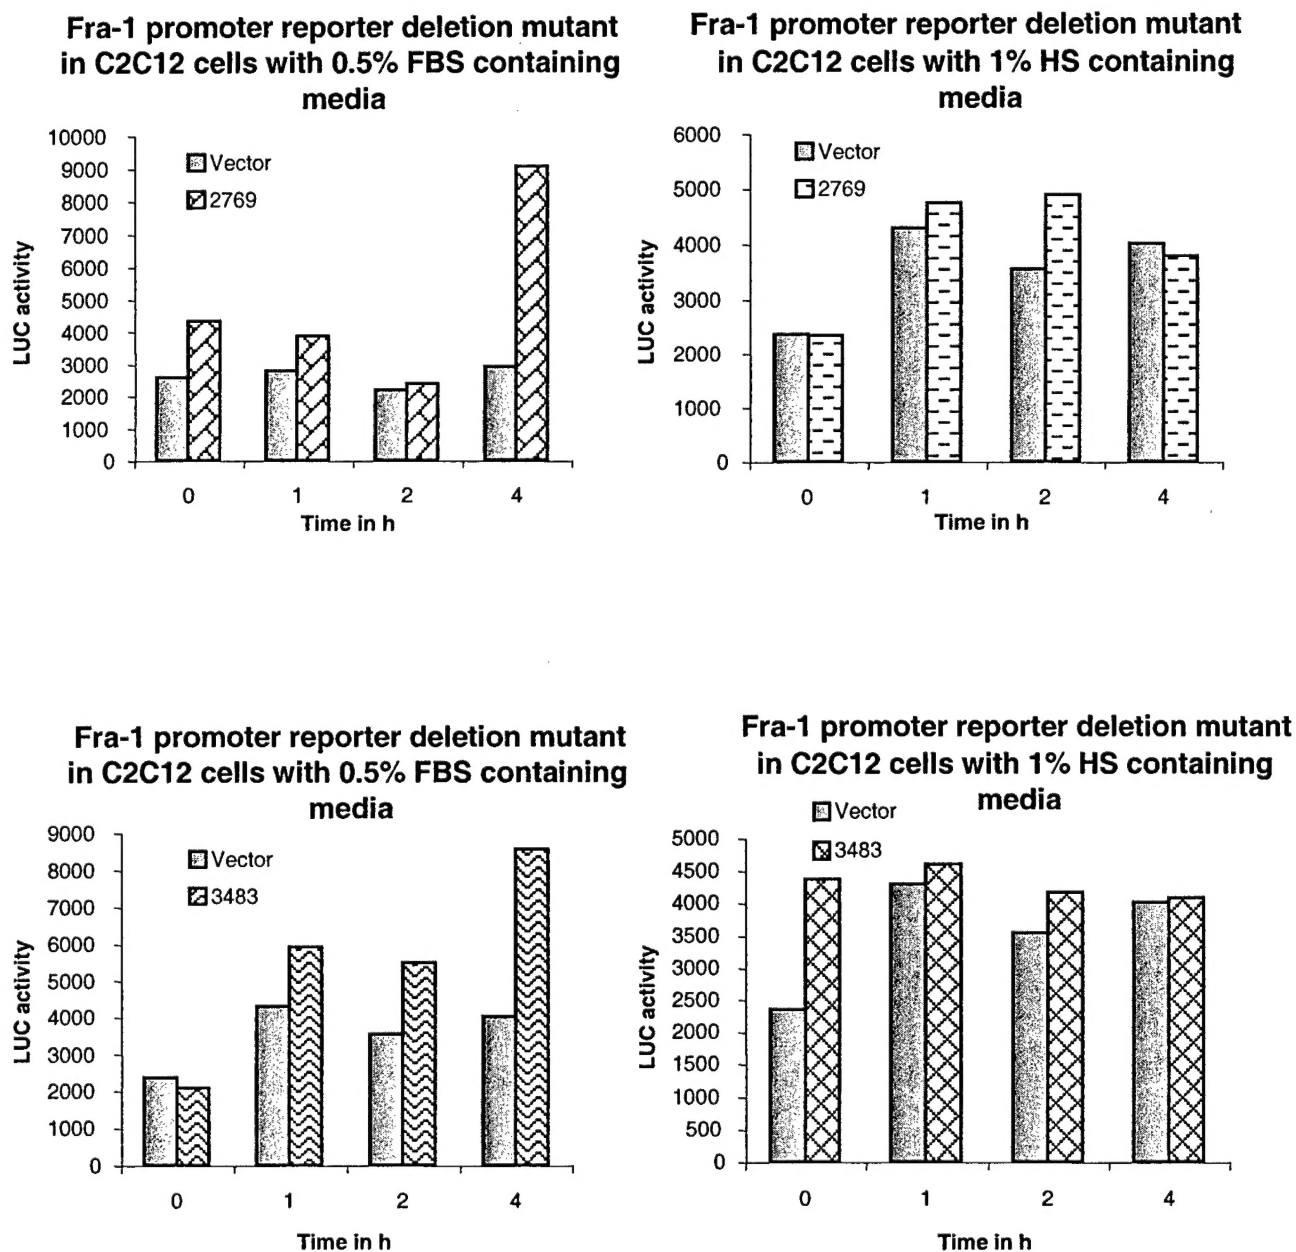 Fra-1 promoter reporter deletion mutant
in C2C12 cells with 0.5% FBS containing
media
10000
9000
8000
7000
6000
5000
4000
3000
2000
1000
0
LUC activity
Vector
2769
0 1 2 4
Time in h
Fra-1 promoter reporter deletion mutant
in C2C12 cells with 1% HS containing
media
6000
5000
4000
3000
2000
1000
0
LUC activity
Vector
2769
0 1 2 4
Time in h
Fra-1 promoter reporter deletion mutant
in C2C12 cells with 0.5% FBS containing
media
9000
8000
7000
6000
5000
4000
3000
2000
1000
0
LUC activity
Vector
3483
0 1 2 4
Time in h
Fra-1 promoter reporter deletion mutant
in C2C12 cells with 1% HS containing
media
Vector
3483
5000
4500
4000
3500
3000
2500
2000
1500
1000
500
0
LUC activity
0 1 2 4
Time in h